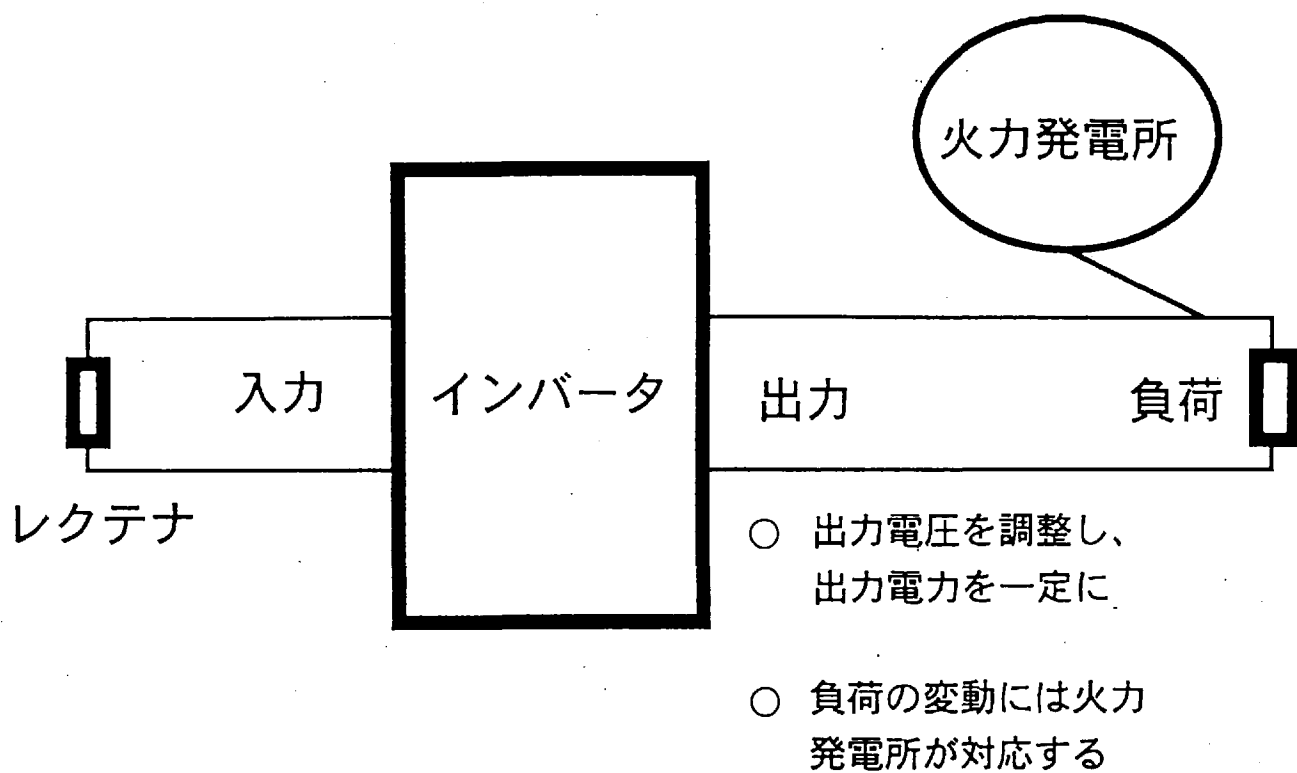 火力発電所
入力
インバータ
出力
負荷
レクテナ
○ 出力電圧を調整し、
出力電力を一定に
○ 負荷の変動には火力
発電所が対応する